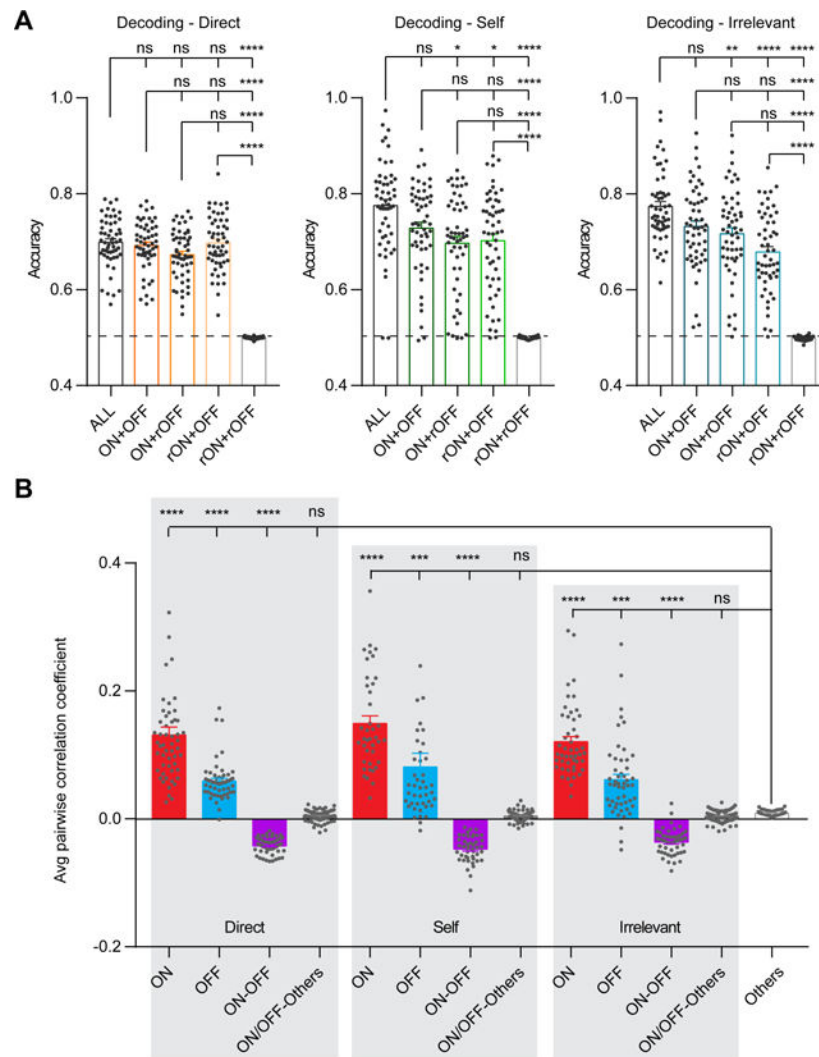 A
Decoding - Direct
Decoding - Self
Decoding - Irrelevant
ns ns ns ****
ns * * ****
ns ** **** ****
ns ns ****
ns ns ****
ns ns ****
ns ****
ns ****
ns ****
****
****
****
1.0
0.8
0.6
0.4
Accuracy
ALL
ON+OFF
ON+rOFF
rON+OFF
rON+rOFF
1.0
0.8
0.6
0.4
Accuracy
ALL
ON+OFF
ON+rOFF
rON+OFF
rON+rOFF
1.0
0.8
0.6
0.4
Accuracy
ALL
ON+OFF
ON+rOFF
rON+OFF
rON+rOFF
B
**** **** **** ns
**** *** **** ns
**** *** **** ns
0.4
0.2
0.0
-0.2
Avg pairwise correlation coefficient
Direct
Self
Irrelevant
ON
OFF
ON-OFF
ON/OFF-Others
ON
OFF
ON-OFF
ON/OFF-Others
ON
OFF
ON-OFF
ON/OFF-Others
Others